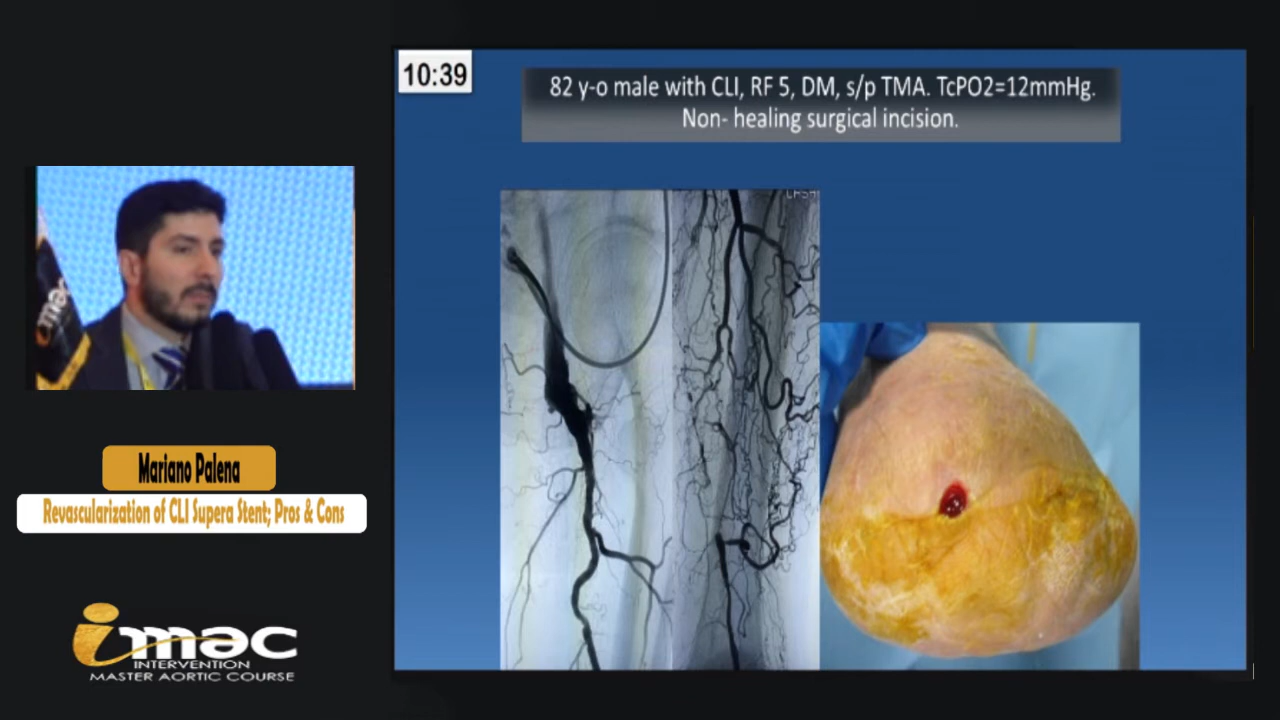 10:39
82 y-o male with CLI, RF 5, DM, s/p TMA. TcPO2=12mmHg.
Non- healing surgical incision.
Mariano Palena
Revascularization of CLI Supera Stent; Pros & Cons
imac
INTERVENTION
MASTER AORTIC COURSE